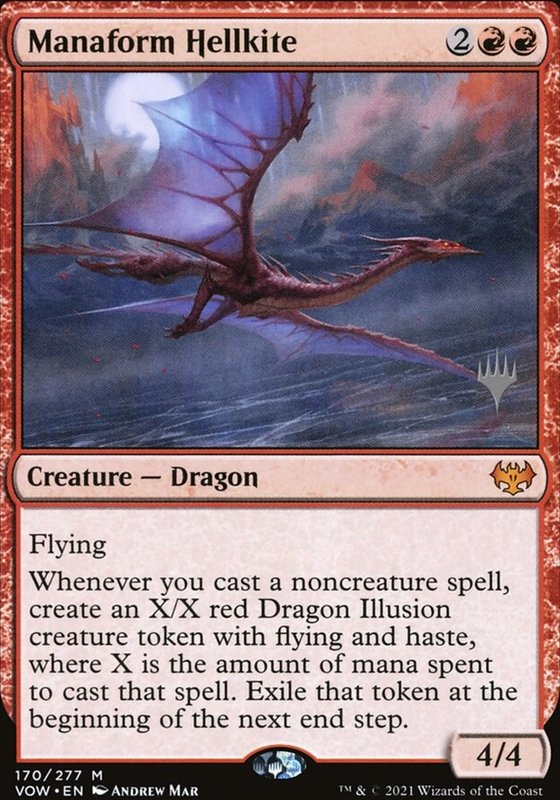 Manaform Hellkite 2
Creature — Dragon
Flying
Whenever you cast a noncreature spell,
create an X/X red Dragon Illusion
creature token with flying and haste,
where X is the amount of mana spent
to cast that spell. Exile that token at the
beginning of the next end step.
4/4
170/277 M
VOW • EN ANDREW MAR
™ & © 2021 Wizards of the Coast